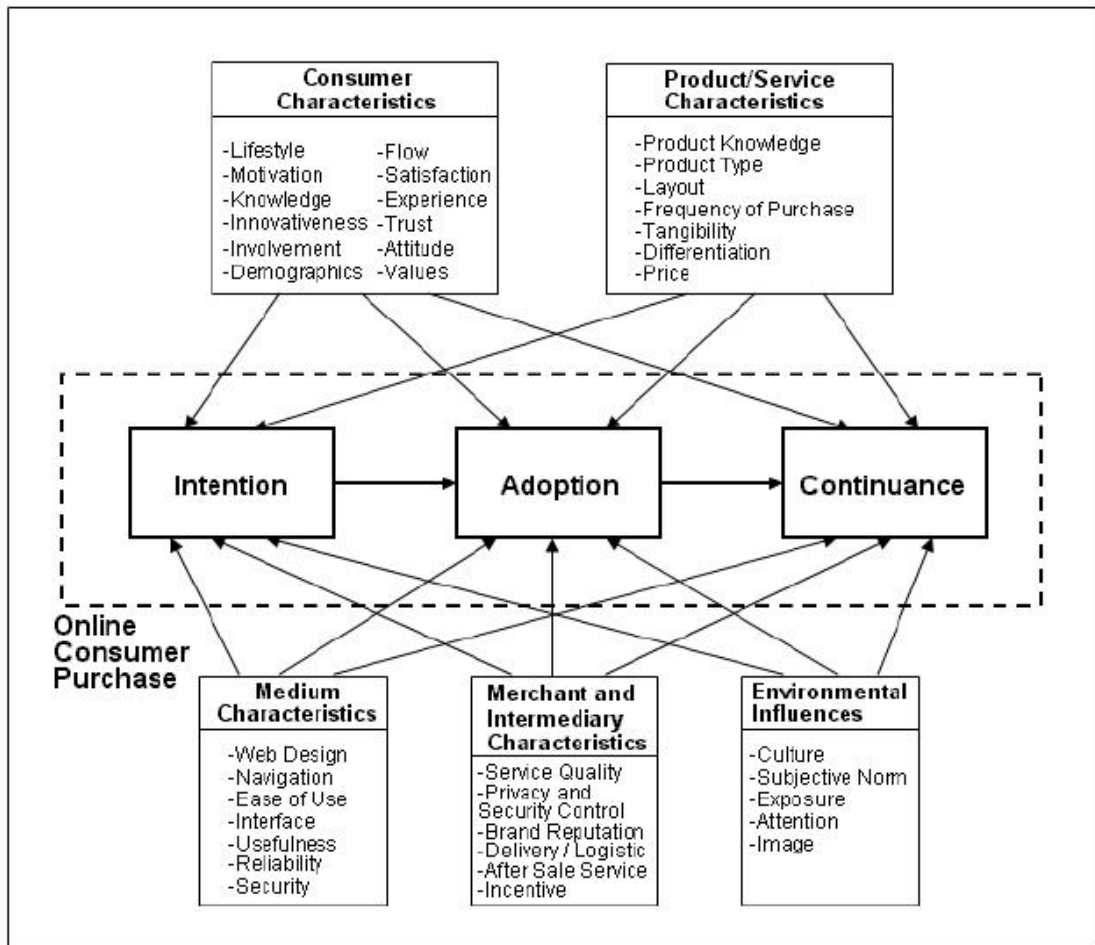 Consumer
Characteristics
-Lifestyle
-Motivation
-Knowledge
-Innovativeness
-Involvement
-Demographics
-Flow
-Satisfaction
-Experience
-Trust
-Attitude
-Values
Product/Service
Characteristics
-Product Knowledge
-Product Type
-Layout
-Frequency of Purchase
-Tangibility
-Differentiation
-Price
Intention
Adoption
Continuance
Online
Consumer
Purchase
Medium
Characteristics
-Web Design
-Navigation
-Ease of Use
-Interface
-Usefulness
-Reliability
-Security
Merchant and
Intermediary
Characteristics
-Service Quality
-Privacy and
Security Control
-Brand Reputation
-Delivery / Logistic
-After Sale Service
-Incentive
Environmental
Influences
-Culture
-Subjective Norm
-Exposure
-Attention
-Image